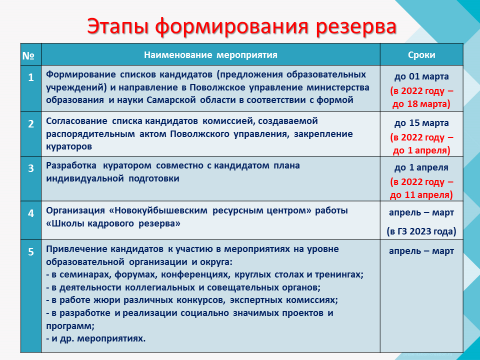 Этапы формирования резерва
№
Наименование мероприятия
Сроки
1
Формирование списков кандидатов (предложения образовательных
учреждений) и направление в Поволжское управление министерства
образования и науки Самарской области в соответствии с формой
до 01 марта
(в 2022 году –
до 18 марта)
2
Согласование списка кандидатов комиссией, создаваемой
распорядительным актом Поволжского управления, закрепление
кураторов
до 15 марта
(в 2022 году –
до 1 апреля)
3
Разработка куратором совместно с кандидатом плана
индивидуальной подготовки
до 1 апреля
(в 2022 году –
до 11 апреля)
4
Организация «Новокуйбышевским ресурсным центром» работы
«Школы кадрового резерва»
апрель – март
(в ГЗ 2023 года)
5
Привлечение кандидатов к участию в мероприятиях на уровне
образовательной организации и округа:
- в семинарах, форумах, конференциях, круглых столах и тренингах;
- в деятельности коллегиальных и совещательных органов;
- в работе жюри различных конкурсов, экспертных комиссиях;
- в разработке и реализации социально значимых проектов и
программ;
- и др. мероприятиях.
апрель – март